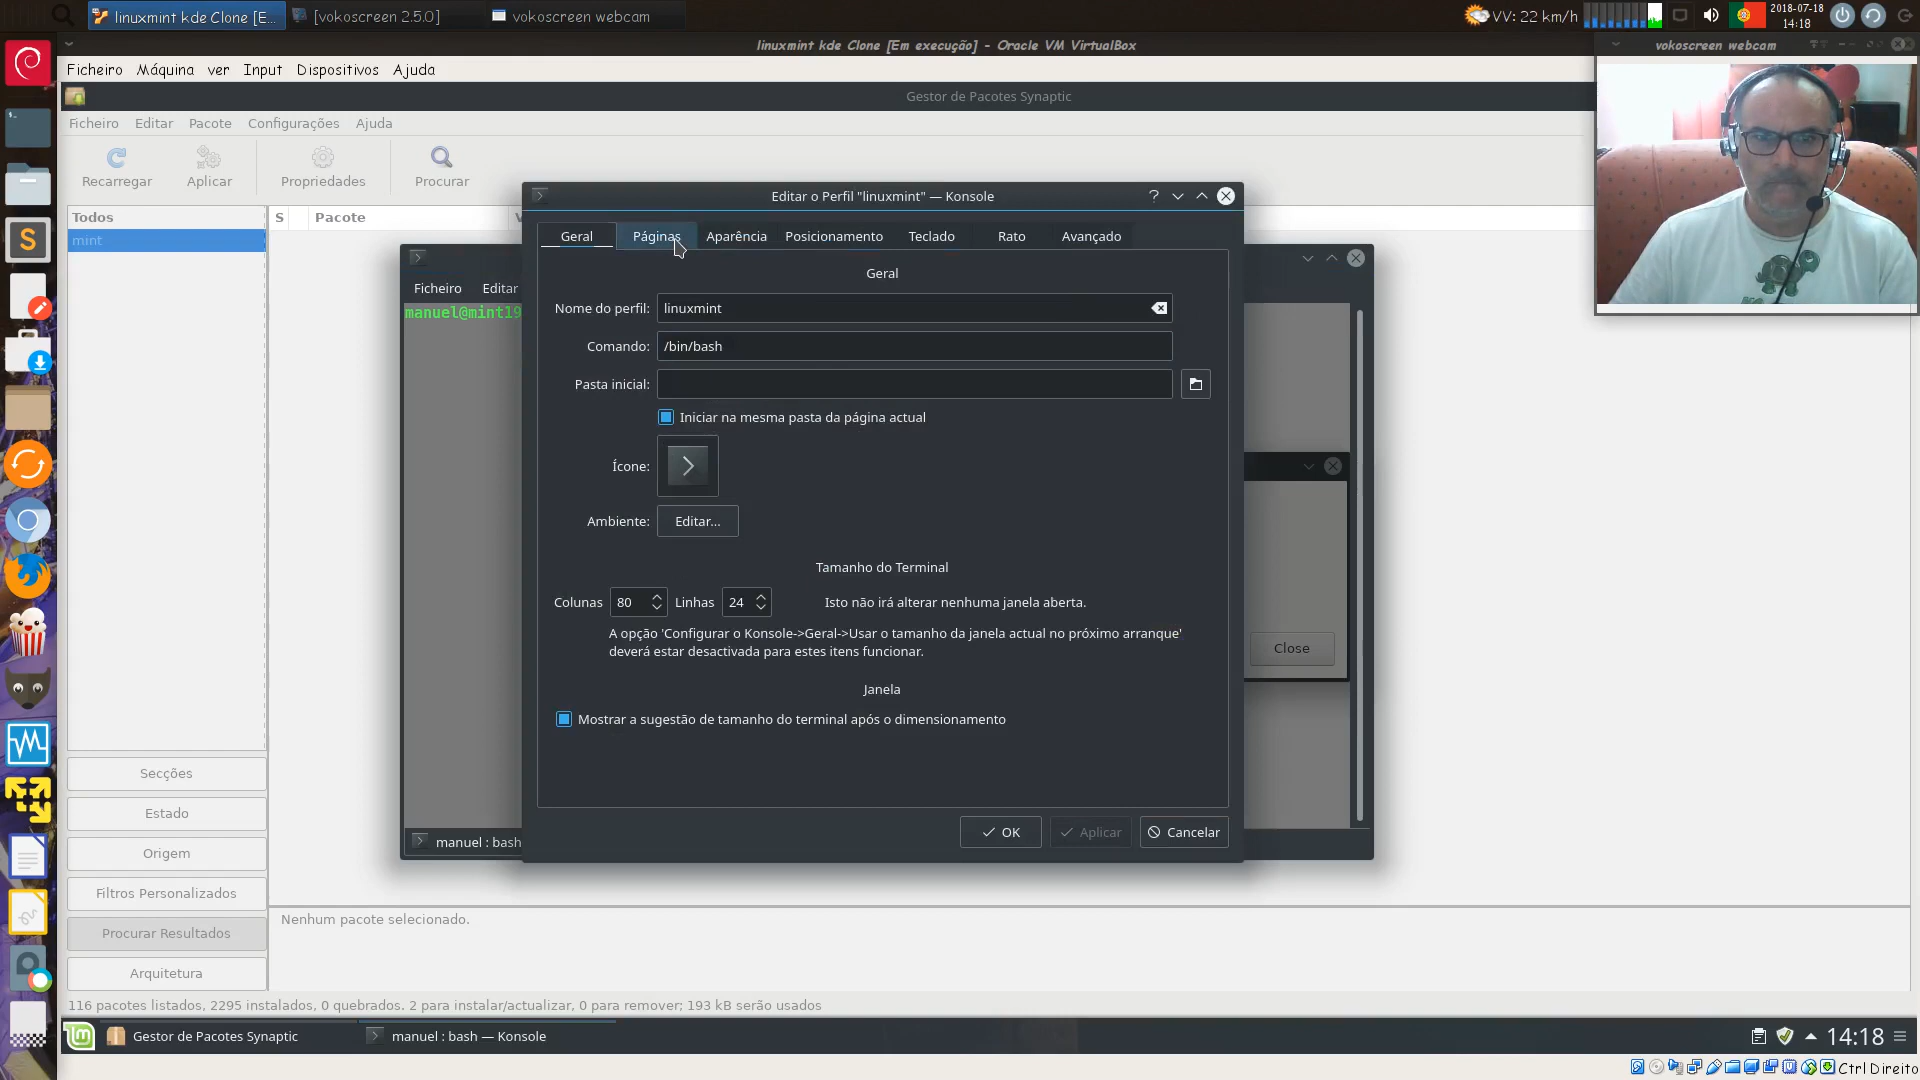 linuxmint kde Clone [E...
[vokoscreen 2.5.0]
vokoscreen webcam
VV: 22 km/h
2018-07-18
14:18
linuxmint kde Clone [Em execução] - Oracle VM VirtualBox
vokoscreen webcam
Ficheiro Máquina ver Input Dispositivos Ajuda
Gestor de Pacotes Synaptic
Ficheiro Editar Pacote Configurações Ajuda
Recarregar Aplicar Propriedades Procurar
Todos
mint
S Pacote
Editar o Perfil "linuxmint" — Konsole
Geral Páginas Aparência Posicionamento Teclado Rato Avançado
Geral
Ficheiro Editar
manuel@mint19
Nome do perfil: linuxmint
Comando: /bin/bash
Pasta inicial:
Iniciar na mesma pasta da página actual
Ícone:
Ambiente: Editar...
Tamanho do Terminal
Colunas 80 Linhas 24 Isto não irá alterar nenhuma janela aberta.
A opção 'Configurar o Konsole->Geral->Usar o tamanho da janela actual no próximo arranque'
deverá estar desactivada para estes itens funcionar.
Close
Janela
Mostrar a sugestão de tamanho do terminal após o dimensionamento
OK Aplicar Cancelar
manuel : bash
Secções
Estado
Origem
Filtros Personalizados
Procurar Resultados
Arquitetura
Nenhum pacote selecionado.
116 pacotes listados, 2295 instalados, 0 quebrados. 2 para instalar/actualizar, 0 para remover; 193 kB serão usados
Gestor de Pacotes Synaptic
manuel : bash — Konsole
14:18
Ctrl Direito